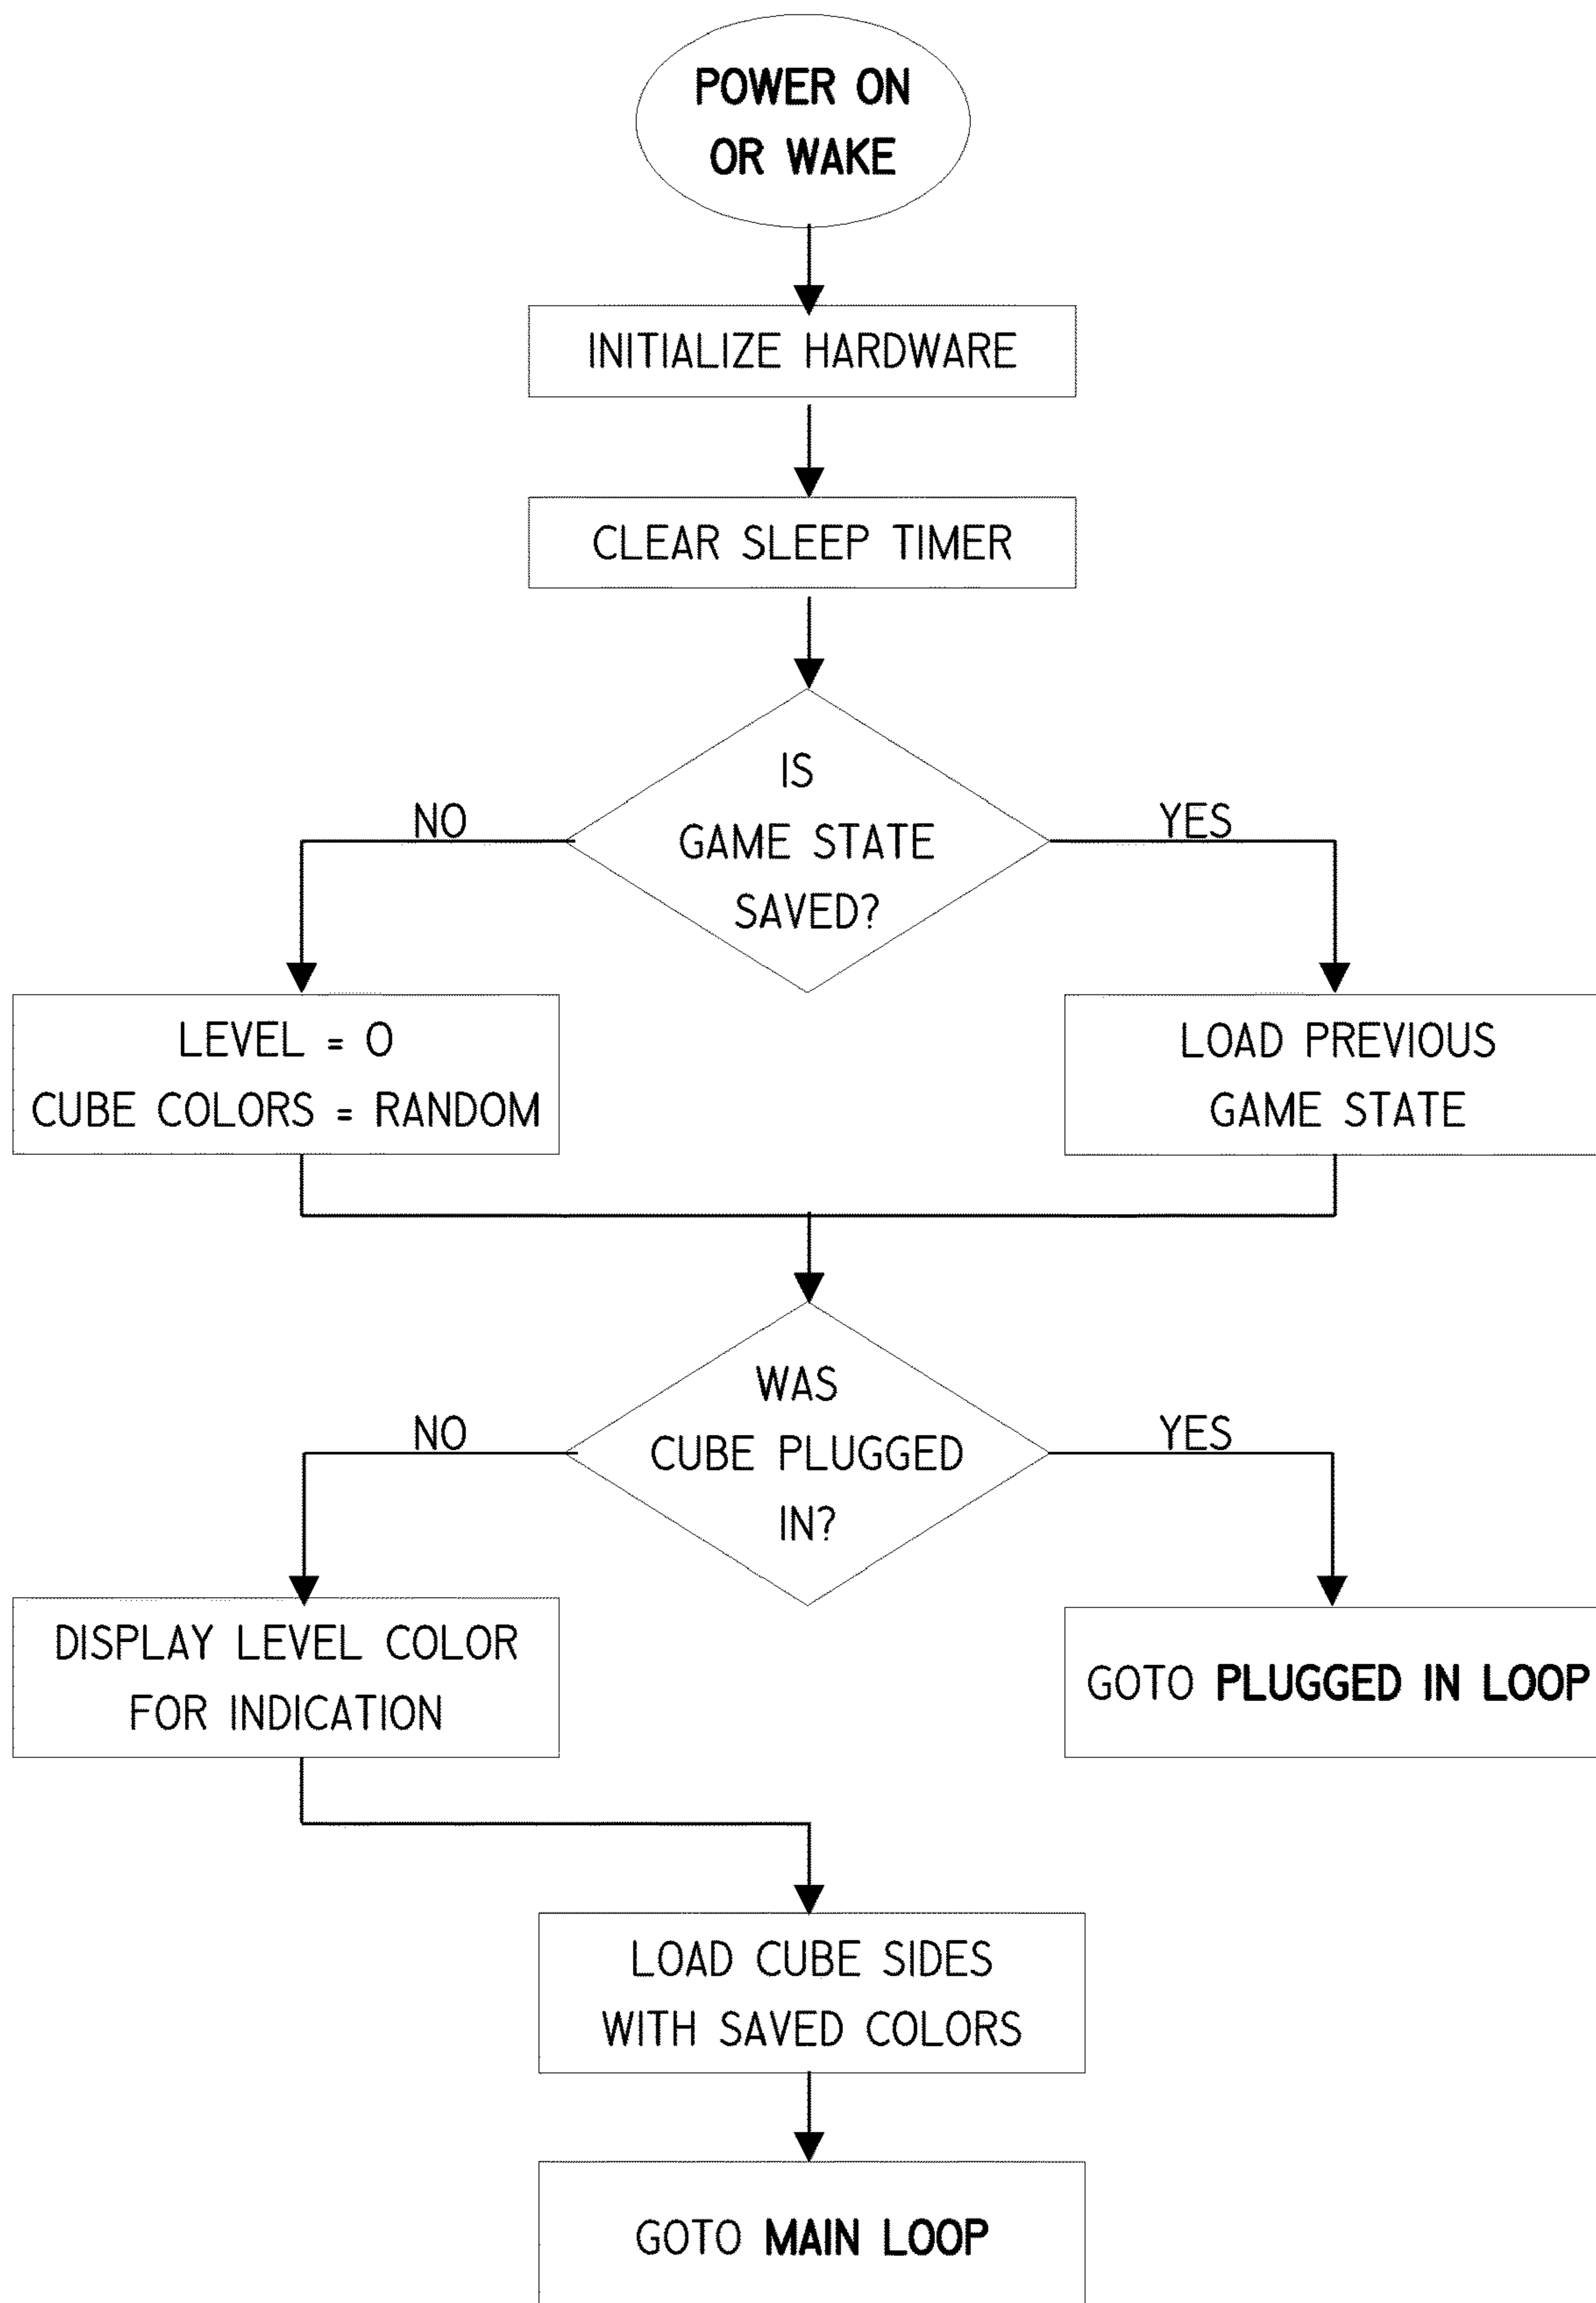 POWER ON
OR WAKE
INITIALIZE HARDWARE
CLEAR SLEEP TIMER
IS
GAME STATE
SAVED?
NO
YES
LEVEL = 0
CUBE COLORS = RANDOM
LOAD PREVIOUS
GAME STATE
WAS
CUBE PLUGGED
IN?
NO
YES
DISPLAY LEVEL COLOR
FOR INDICATION
GOTO PLUGGED IN LOOP
LOAD CUBE SIDES
WITH SAVED COLORS
GOTO MAIN LOOP